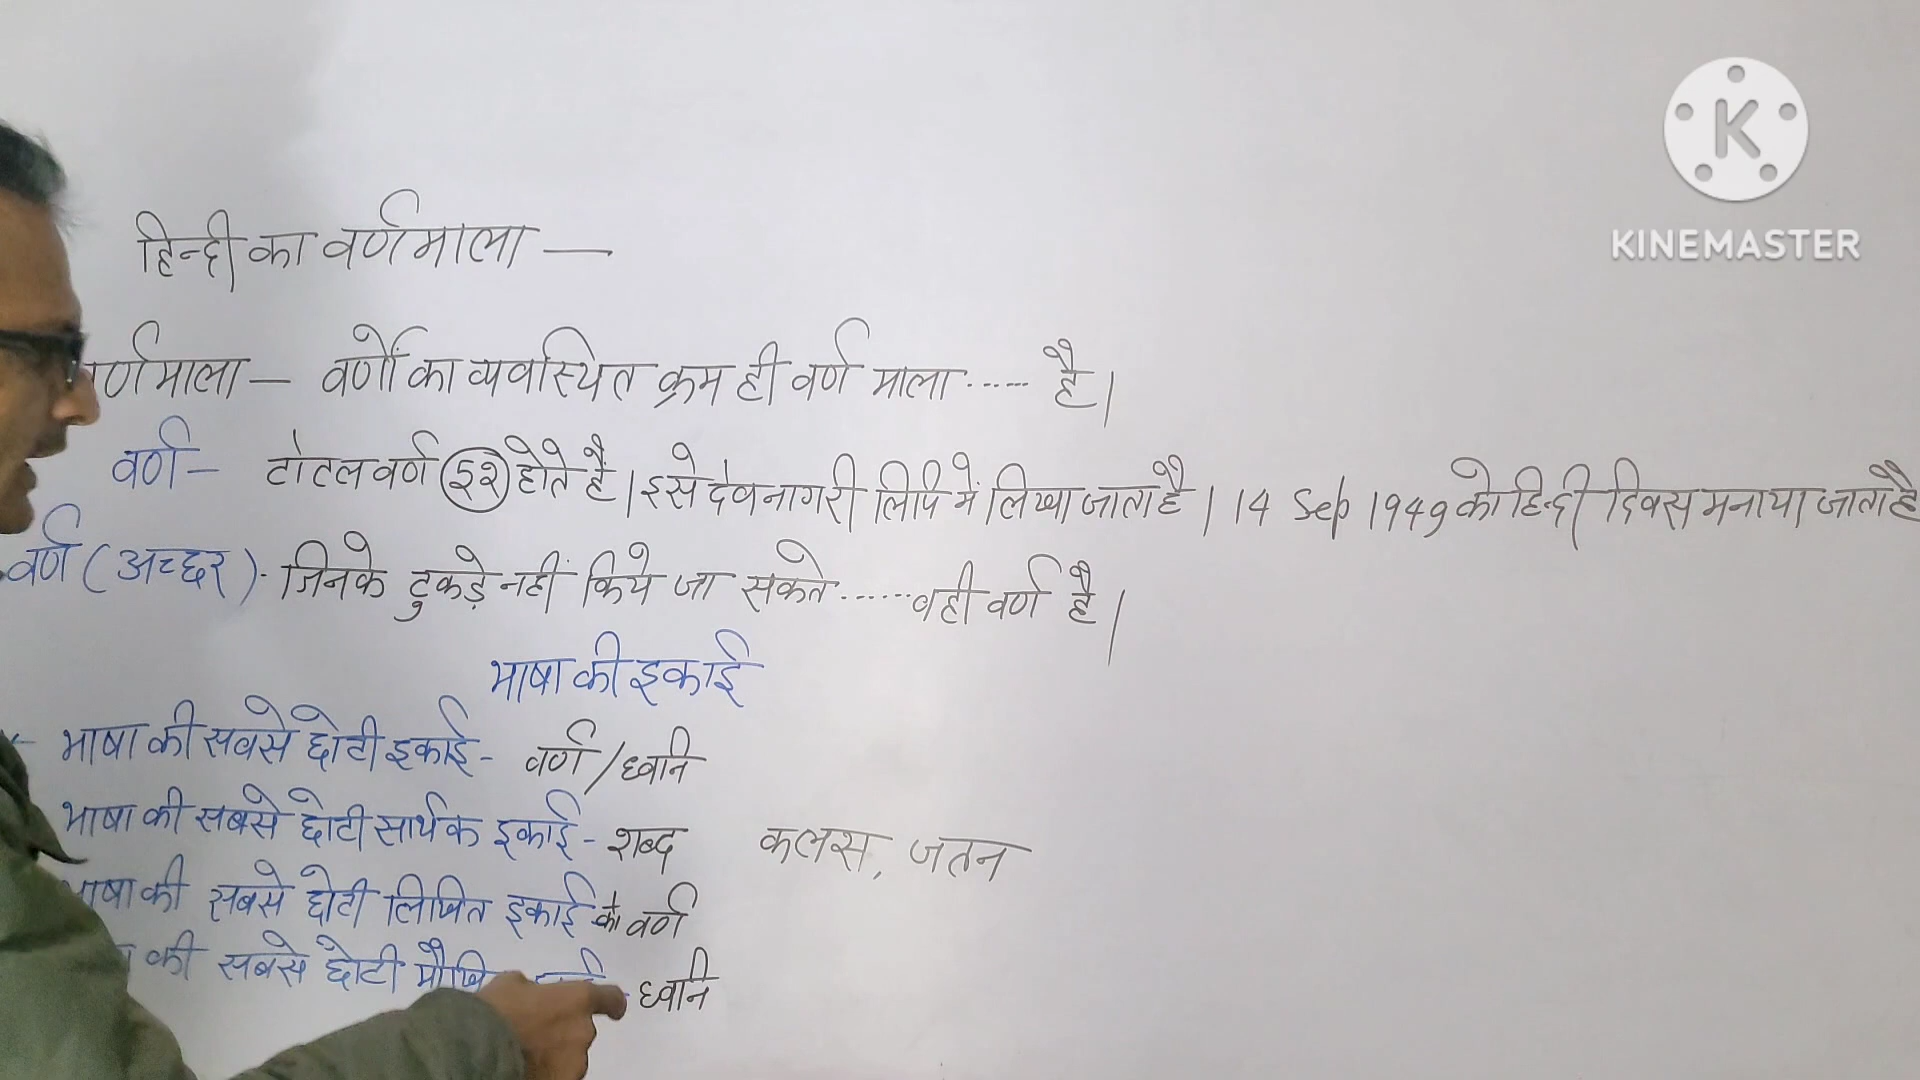 K
KINEMASTER
हिन्दी का वर्णमाला —
र्णमाला — वर्णों का व्यवस्थित क्रम ही वर्ण माला ...... है।
वर्ण — टोटल वर्ण ५२ होते है। इसे देवनागरी लिपि में लिखा जाता है। 14 Sep 1949 को हिन्दी दिवस मनाया जाता है
वर्ण (अच्छर)- जिनके टुकड़े नहीं किये जा सकते ...... वही वर्ण है।
भाषा की इकाई
भाषा की सबसे छोटी इकाई - वर्ण / ध्वनि
भाषा की सबसे छोटी सार्थक इकाई - शब्द कलस, जतन
भाषा की सबसे छोटी लिखित इकाई को वर्ण
की सबसे छोटी ध्वनि